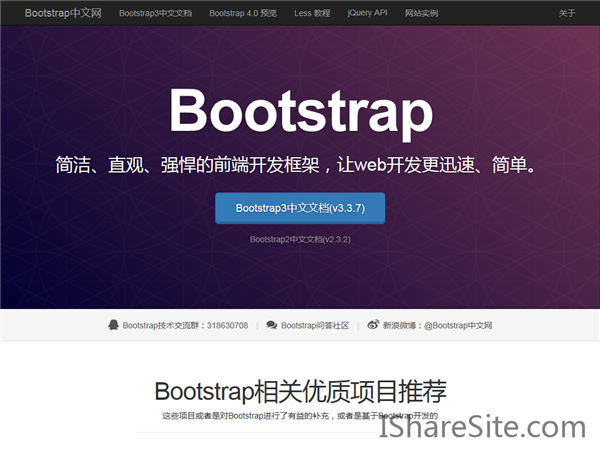 Bootstrap中文网 Bootstrap3中文文档 Bootstrap 4.0 预览 Less 教程 jQuery API 网站实例 关于
Bootstrap
简洁、直观、强悍的前端开发框架，让web开发更迅速、简单。
Bootstrap3中文文档(v3.3.7)
Bootstrap2中文文档(v2.3.2)
Bootstrap技术交流群：318630708 | Bootstrap问答社区 | 新浪微博：@Bootstrap中文网
Bootstrap相关优质项目推荐
这些项目或者是对Bootstrap进行了有益的补充，或者是基于Bootstrap开发的
IShareSite.com